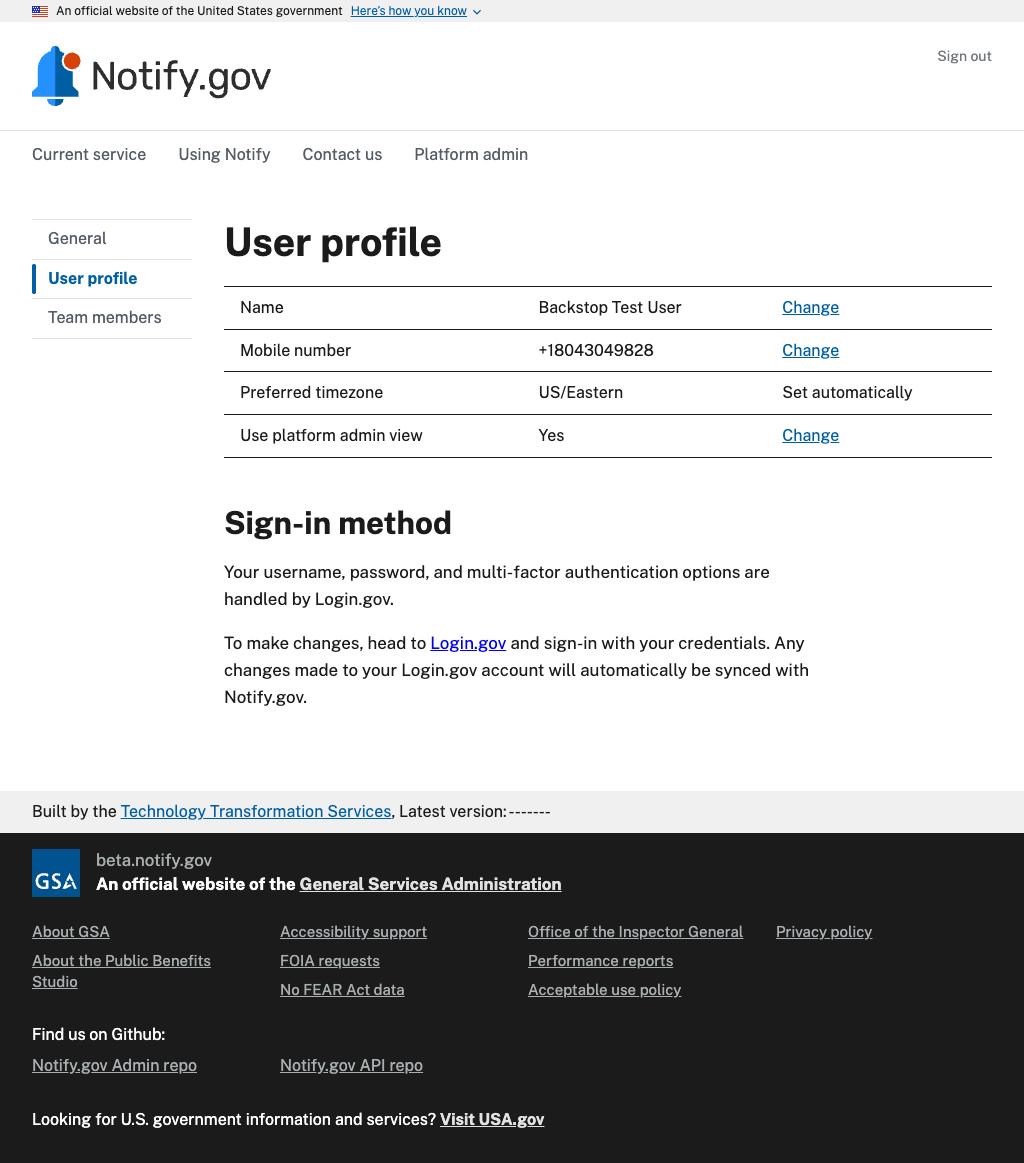 An official website of the United States government Here's how you know
Notify.gov
Sign out
Current service Using Notify Contact us Platform admin
General
User profile
Team members
User profile
Name Backstop Test User Change
Mobile number +18043049828 Change
Preferred timezone US/Eastern Set automatically
Use platform admin view Yes Change
Sign-in method
Your username, password, and multi-factor authentication options are
handled by Login.gov.
To make changes, head to Login.gov and sign-in with your credentials. Any
changes made to your Login.gov account will automatically be synced with
Notify.gov.
Built by the Technology Transformation Services, Latest version: -------
GSA
beta.notify.gov
An official website of the General Services Administration
About GSA
About the Public Benefits
Studio
Accessibility support
FOIA requests
No FEAR Act data
Office of the Inspector General
Performance reports
Acceptable use policy
Privacy policy
Find us on Github:
Notify.gov Admin repo Notify.gov API repo
Looking for U.S. government information and services? Visit USA.gov